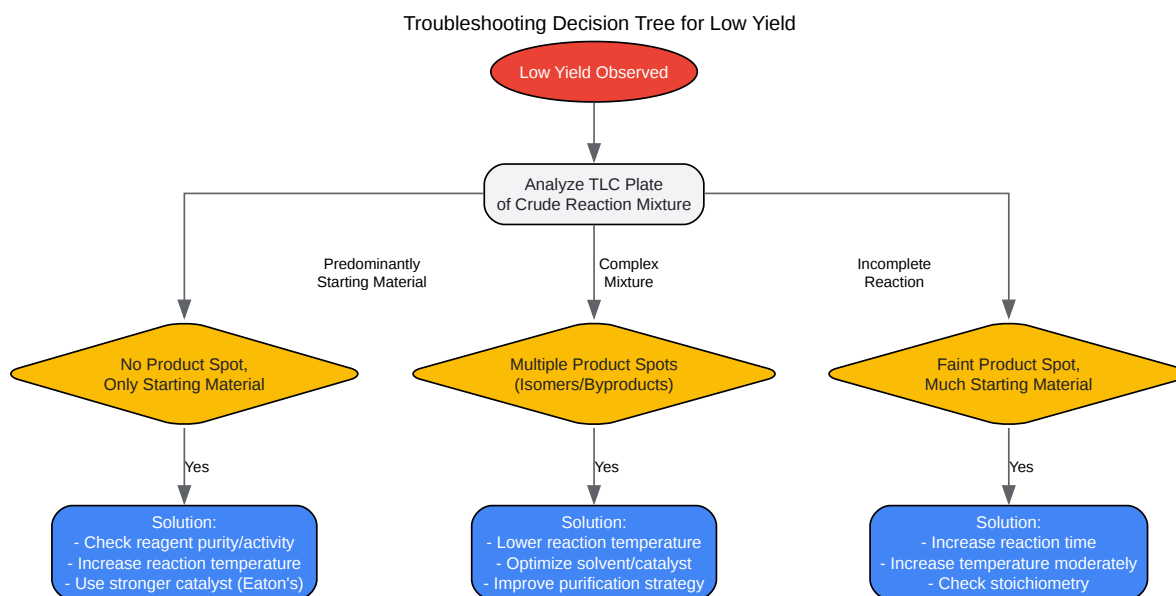 Troubleshooting Decision Tree for Low Yield
Low Yield Observed
Analyze TLC Plate
of Crude Reaction Mixture
Predominantly
Starting Material
Complex
Mixture
Incomplete
Reaction
No Product Spot,
Only Starting Material
Multiple Product Spots
(Isomers/Byproducts)
Faint Product Spot,
Much Starting Material
Yes
Yes
Yes
Solution:
- Check reagent purity/activity
- Increase reaction temperature
- Use stronger catalyst (Eaton's)
Solution:
- Lower reaction temperature
- Optimize solvent/catalyst
- Improve purification strategy
Solution:
- Increase reaction time
- Increase temperature moderately
- Check stoichiometry